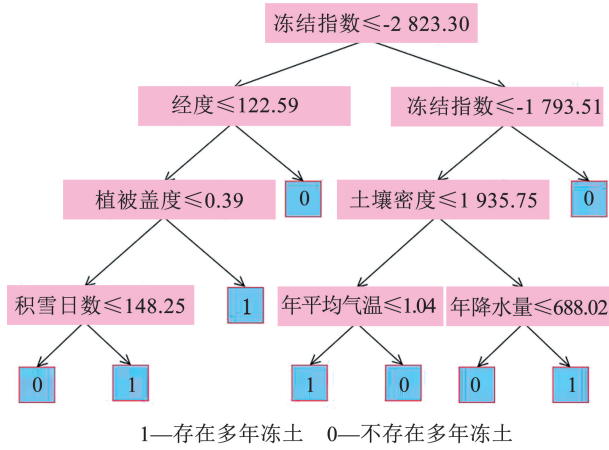 冻结指数≤-2 823.30
经度≤122.59
冻结指数≤-1 793.51
植被盖度≤0.39
0
土壤密度≤1 935.75
0
积雪日数≤148.25
1
年平均气温≤1.04
年降水量≤688.02
0
1
1
0
0
1
1—存在多年冻土 0—不存在多年冻土